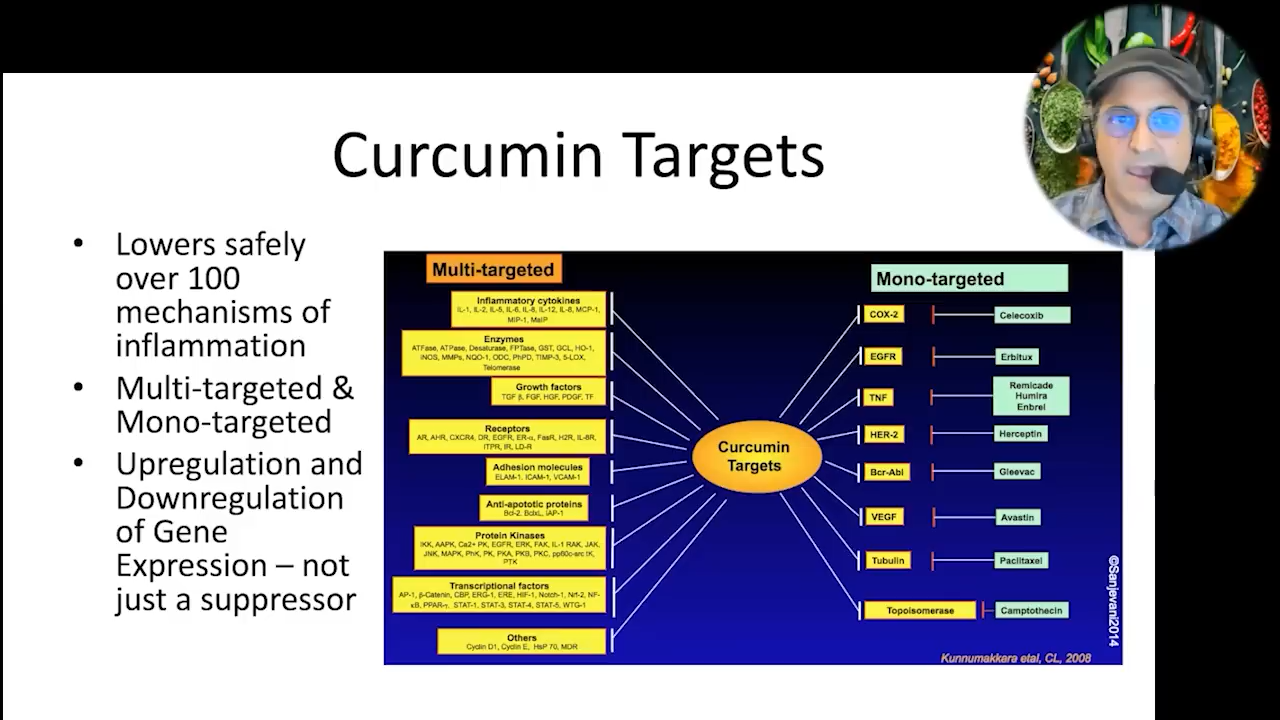 Curcumin Targets
• Lowers safely
over 100
mechanisms of
inflammation
• Multi-targeted &
Mono-targeted
• Upregulation and
Downregulation
of Gene
Expression – not
just a suppressor
Multi-targeted
Inflammatory cytokines
IL-1, IL-2, IL-5, IL-6, IL-8, IL-12, IL-8, MCP-1,
MIP-1, MaIP
Enzymes
ATFase, ATPase, Desaturase, FPTase, GST, GCL, HO-1,
iNOS, MMPs, NQO-1, ODC, PhPD, TIMP-3, 5-LOX,
Telomerase
Growth factors
TGF β, FGF, HGF, PDGF, TF
Receptors
AR, AHR, CXCR4, DR, EGFR, ER-α, FasR, H2R, IL-8R,
ITPR, IR, LD-R
Adhesion molecules
ELAM-1, ICAM-1, VCAM-1
Anti-apototic proteins
Bcl-2, BclxL, IAP-1
Protein Kinases
IKK, AAPK, Ca2+ PK, EGFR, ERK, FAK, IL-1 RAK, JAK,
JNK, MAPK, PhK, PK, PKA, PKB, PKC, pp60c-src tK,
PTK
Transcriptional factors
AP-1, β-Catenin, CBP, ERG-1, ERE, HIF-1, Notch-1, Nrf-2, NF-
κB, PPAR-γ, STAT-1, STAT-3, STAT-4, STAT-5, WTG-1
Others
Cyclin D1, Cyclin E, HsP 70, MDR
Curcumin
Targets
Mono-targeted
COX-2 Celecoxib
EGFR Erbitux
TNF Remicade
Humira
Enbrel
HER-2 Herceptin
Bcr-Abl Gleevac
VEGF Avastin
Tubulin Paclitaxel
Topoisomerase Camptothecin
©Sanjevani2014
Kunnumakkara etal, CL, 2008